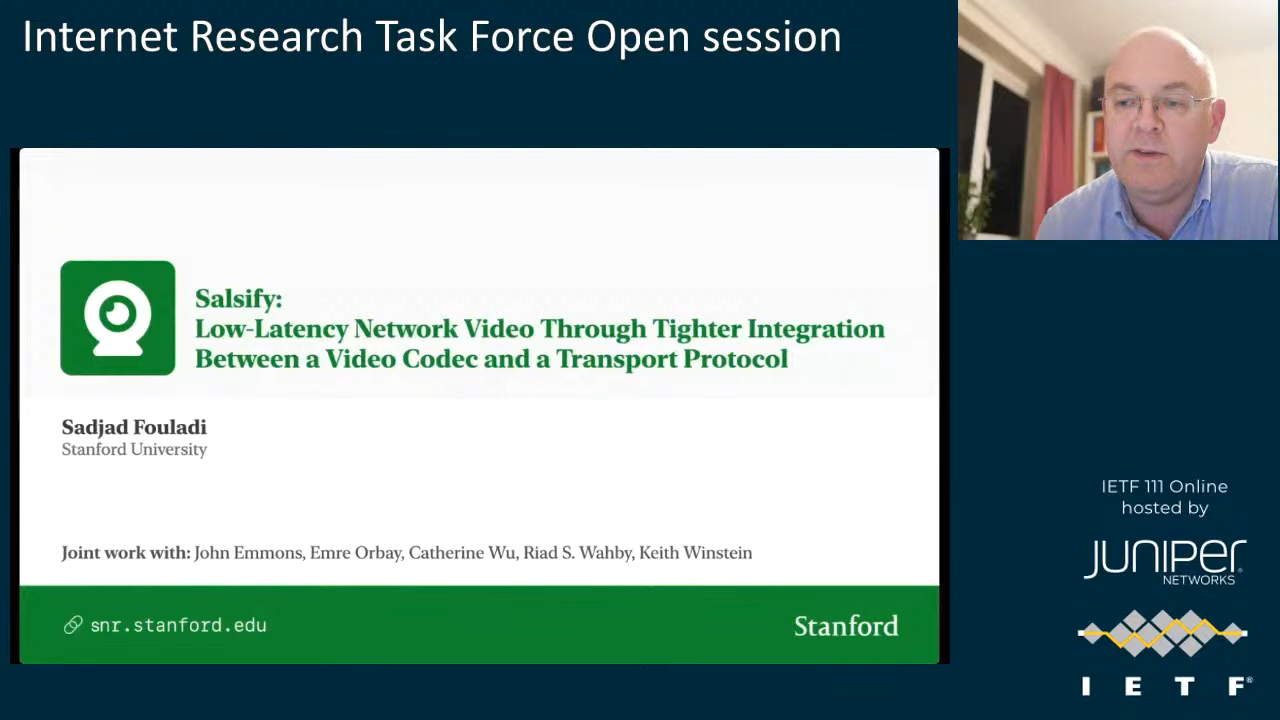 Internet Research Task Force Open session
Salsify:
Low-Latency Network Video Through Tighter Integration
Between a Video Codec and a Transport Protocol
Sadjad Fouladi
Stanford University
Joint work with: John Emmons, Emre Orbay, Catherine Wu, Riad S. Wahby, Keith Winstein
snr.stanford.edu
Stanford
IETF 111 Online
hosted by
JUNIPER
NETWORKS
I E T F®